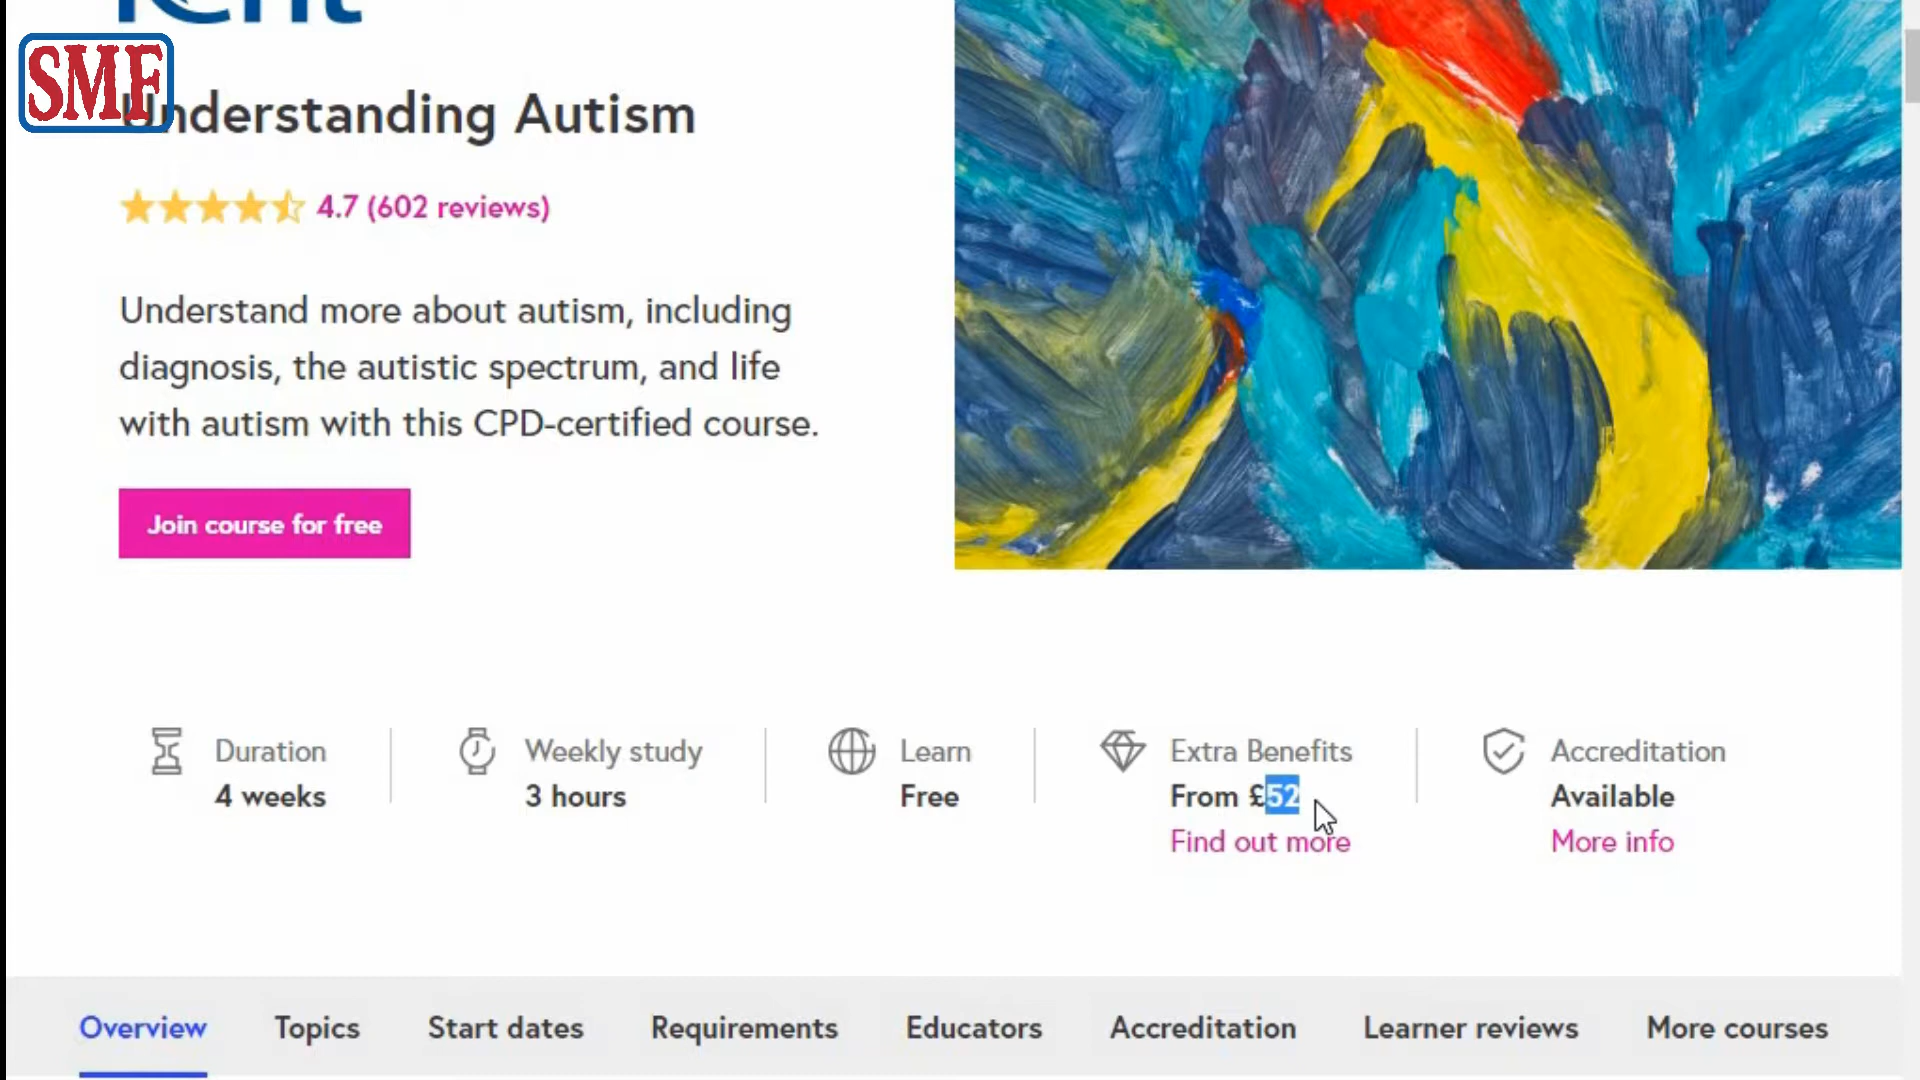 SMF
Understanding Autism
4.7 (602 reviews)
Understand more about autism, including
diagnosis, the autistic spectrum, and life
with autism with this CPD-certified course.
Join course for free
Duration
4 weeks
Weekly study
3 hours
Learn
Free
Extra Benefits
From £52
Find out more
Accreditation
Available
More info
Overview Topics Start dates Requirements Educators Accreditation Learner reviews More courses